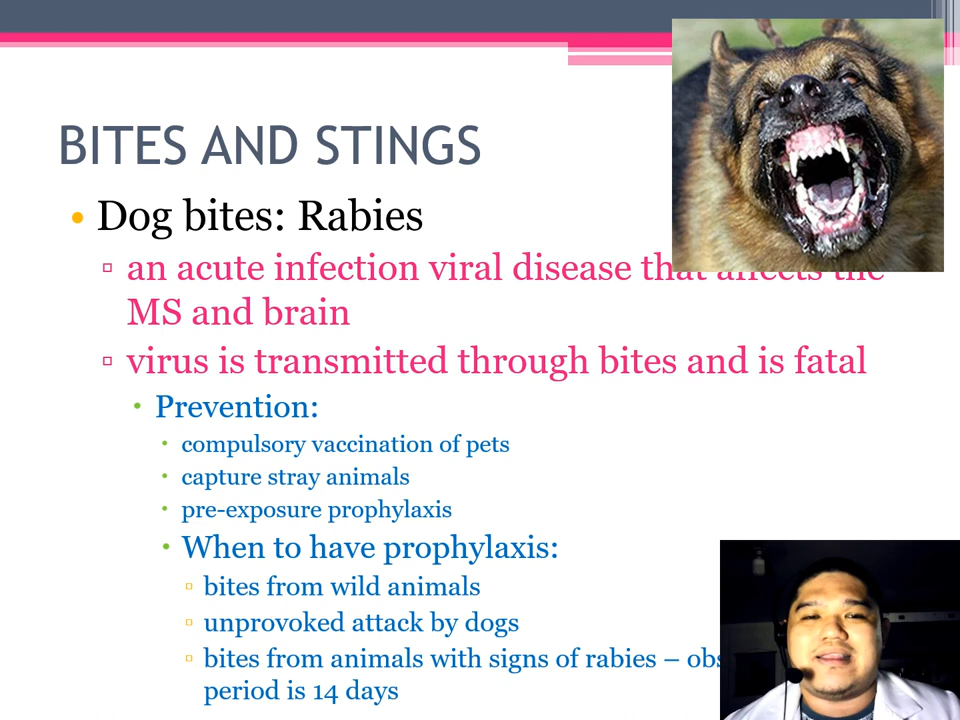 BITES AND STINGS
• Dog bites: Rabies
▫ an acute infection viral disease that affects the
MS and brain
▫ virus is transmitted through bites and is fatal
• Prevention:
• compulsory vaccination of pets
• capture stray animals
• pre-exposure prophylaxis
• When to have prophylaxis:
▫ bites from wild animals
▫ unprovoked attack by dogs
▫ bites from animals with signs of rabies –
period is 14 days